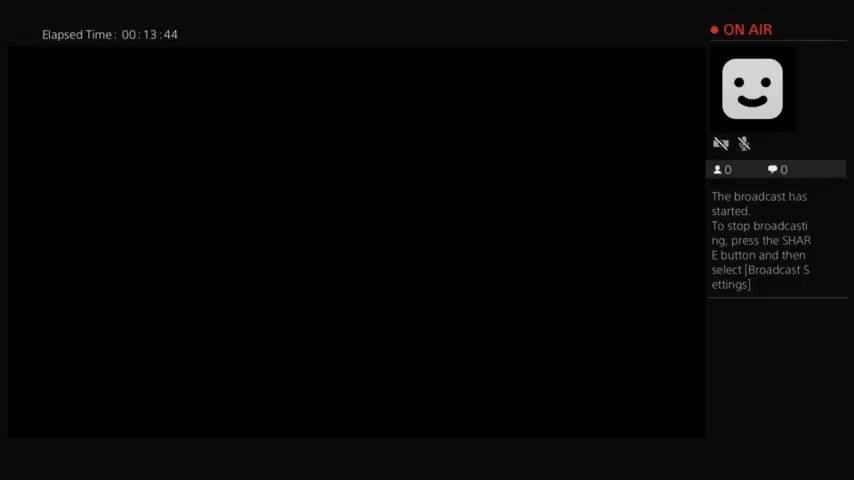 Elapsed Time: 00:13:44
ON AIR
0 0
The broadcast has
started.
To stop broadcasti
ng, press the SHAR
E button and then
select [Broadcast S
ettings].